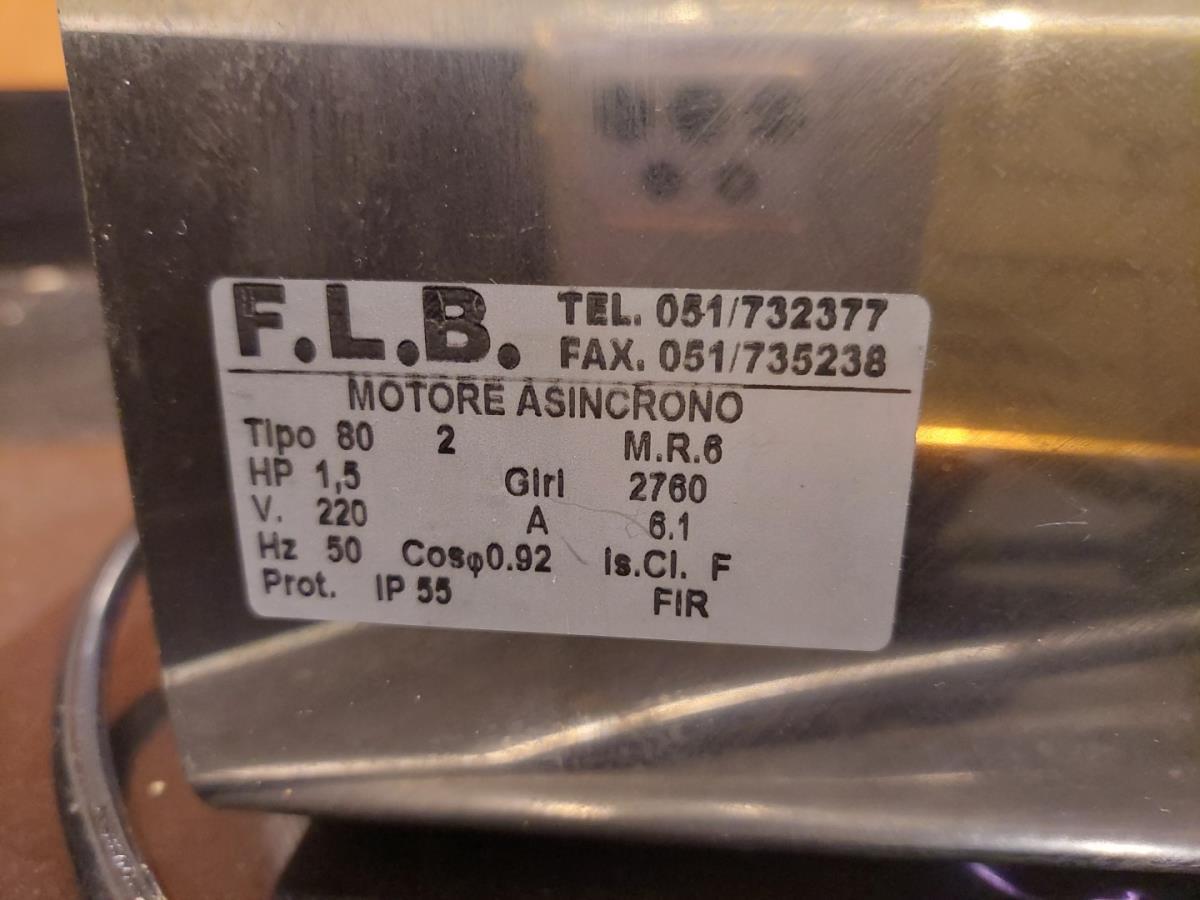 F.L.B.
TEL. 051/732377
FAX. 051/735238
MOTORE ASINCRONO
Tipo 80 2 M.R.6
HP 1,5 Giri 2760
V. 220 A 6.1
Hz 50 Cosφ0.92 Is.Cl. F
Prot. IP 55 FIR